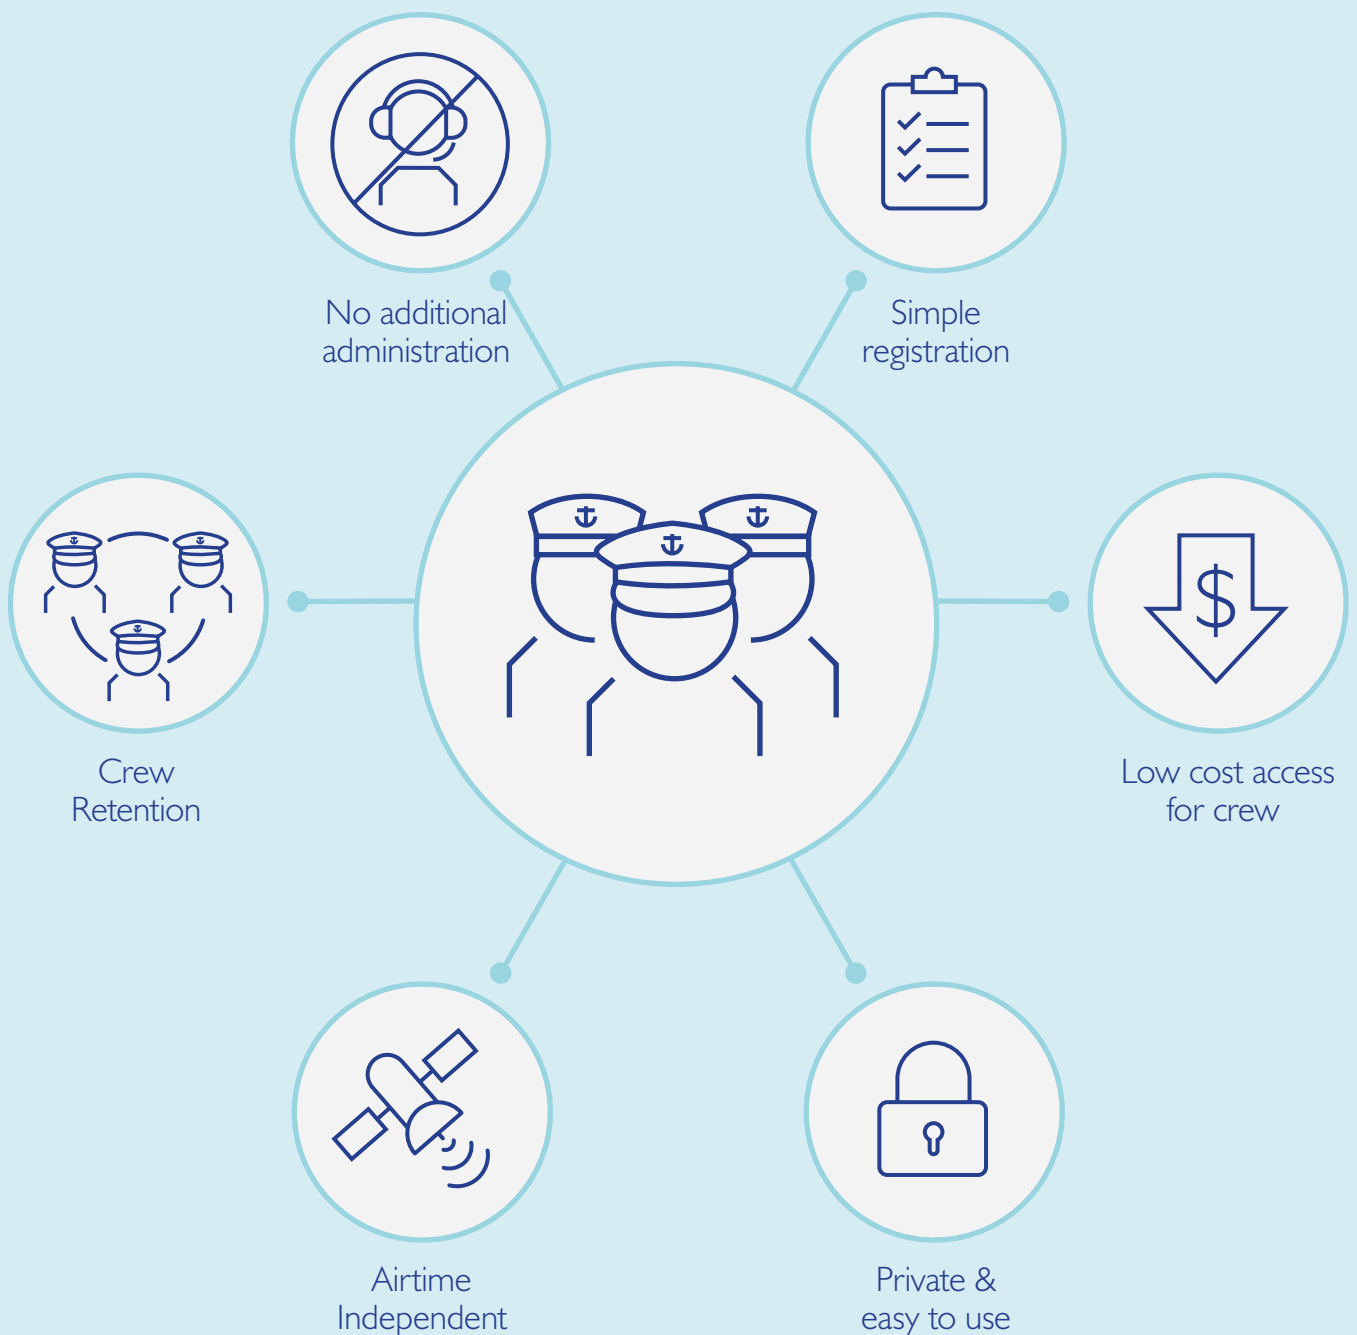 No additional
administration
Simple
registration
Crew
Retention
$
Low cost access
for crew
Airtime
Independent
Private &
easy to use